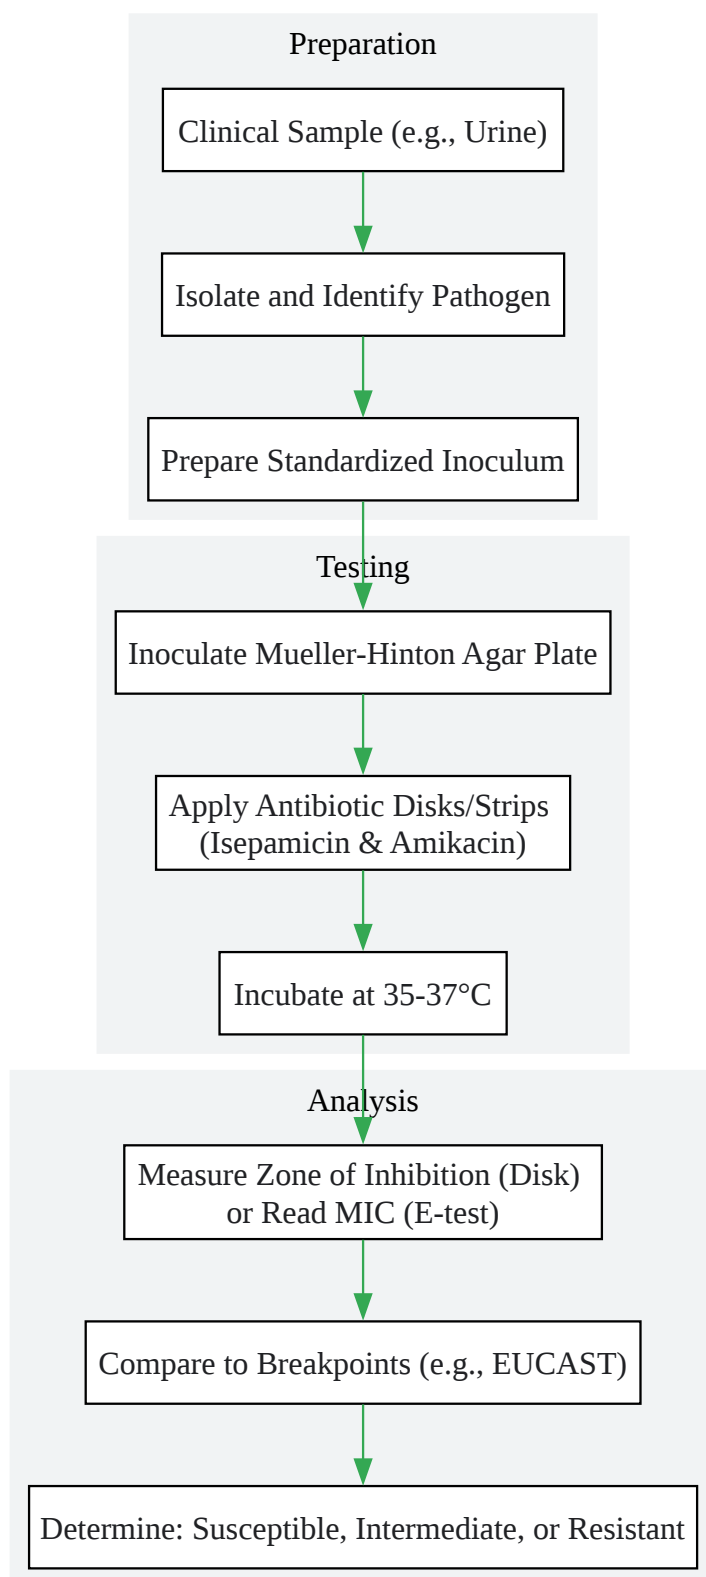 Preparation
Clinical Sample (e.g., Urine)
Isolate and Identify Pathogen
Prepare Standardized Inoculum
Testing
Inoculate Mueller-Hinton Agar Plate
Apply Antibiotic Disks/Strips
(Isepamicin & Amikacin)
Incubate at 35-37°C
Analysis
Measure Zone of Inhibition (Disk)
or Read MIC (E-test)
Compare to Breakpoints (e.g., EUCAST)
Determine: Susceptible, Intermediate, or Resistant